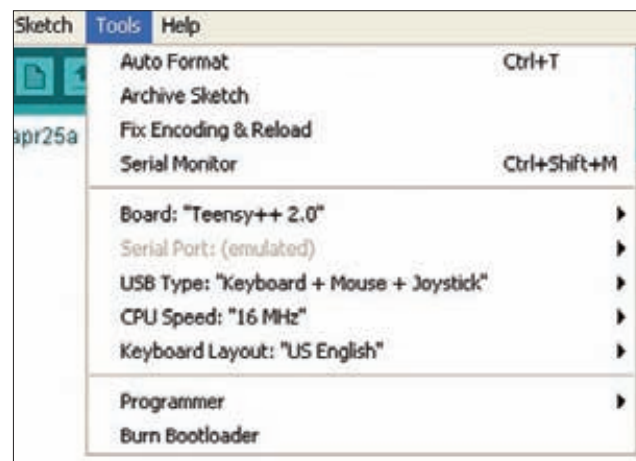 Sketch Tools Help
Auto Format Ctrl+T
Archive Sketch
Fix Encoding & Reload
apr25a
Serial Monitor Ctrl+Shift+M
Board: "Teensy++ 2.0"
Serial Port: (emulated)
USB Type: "Keyboard + Mouse + Joystick"
CPU Speed: "16 MHz"
Keyboard Layout: "US English"
Programmer
Burn Bootloader